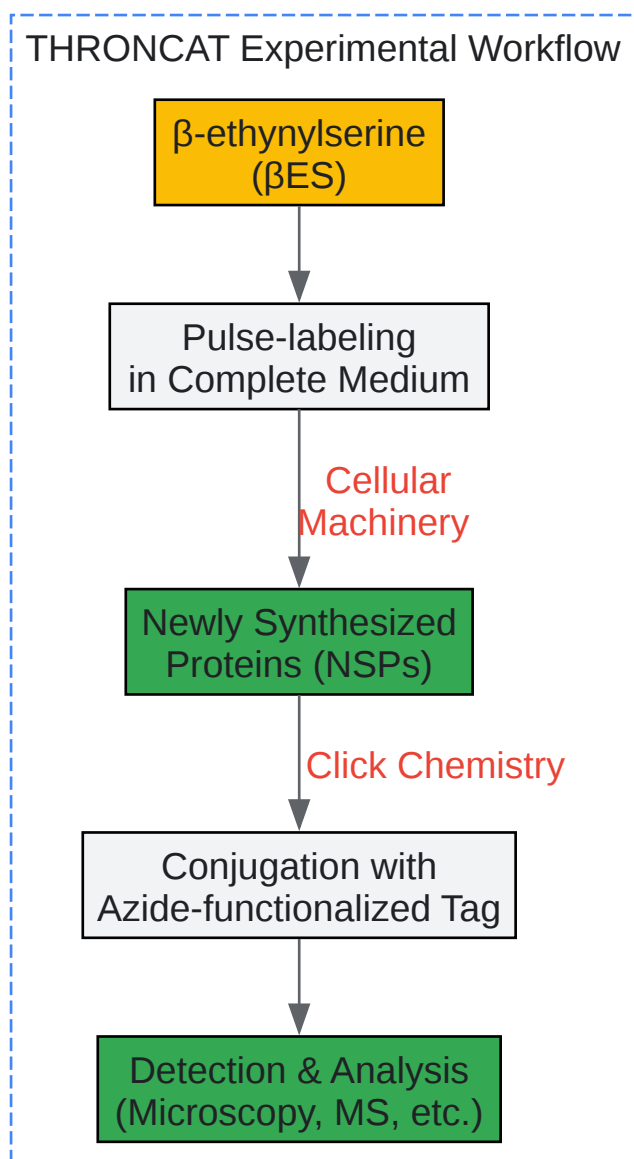 THRONCAT Experimental Workflow
β-ethynylserine
(βES)
Pulse-labeling
in Complete Medium
Cellular
Machinery
Newly Synthesized
Proteins (NSPs)
Click Chemistry
Conjugation with
Azide-functionalized Tag
Detection & Analysis
(Microscopy, MS, etc.)